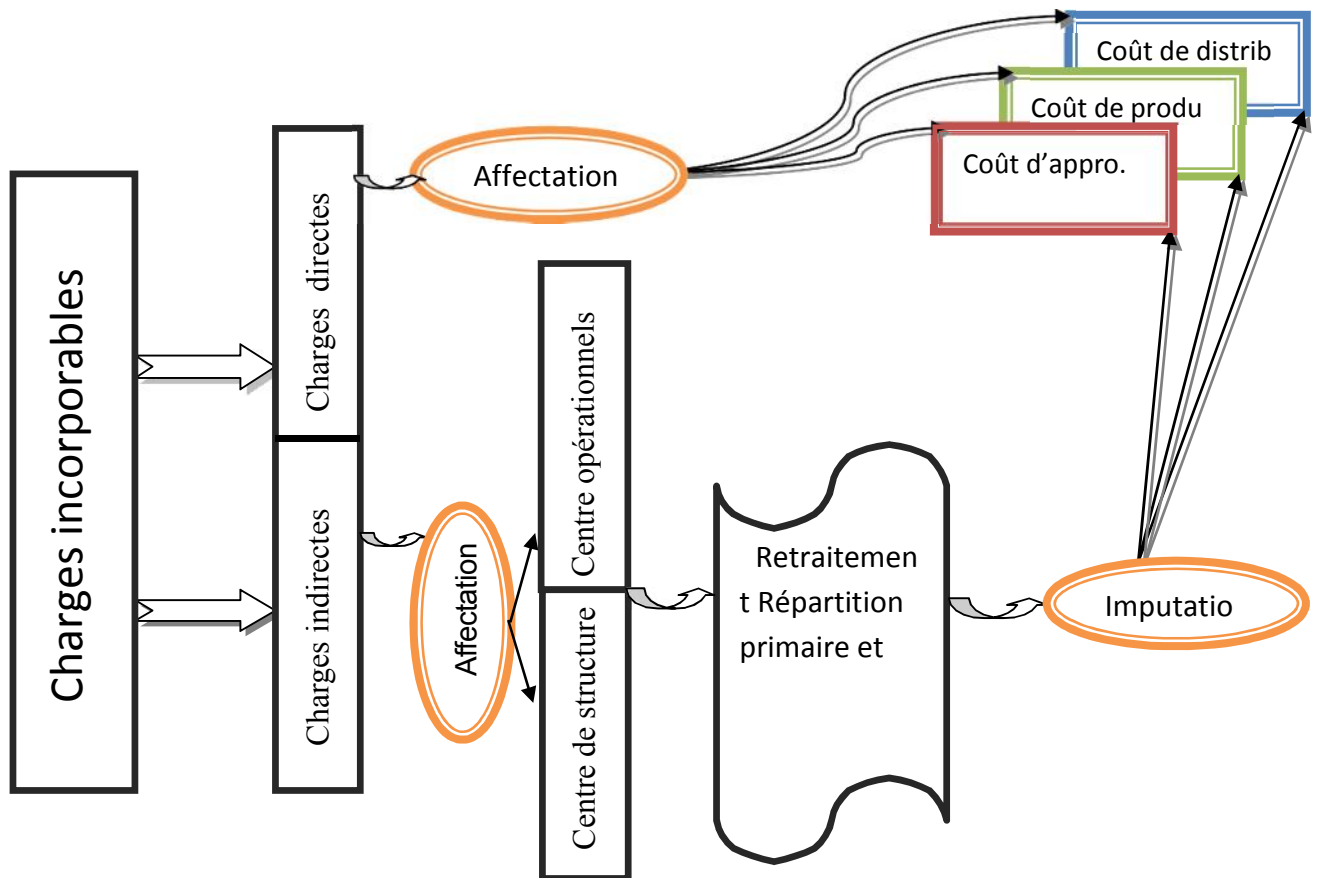 Charges incorporables
Charges directes
Charges indirectes
Affectation
Affectation
Centre opérationnels
Centre de structure
Retraitemen
t Répartition
primaire et
Imputatio
Coût de distrib
Coût de produ
Coût d’appro.